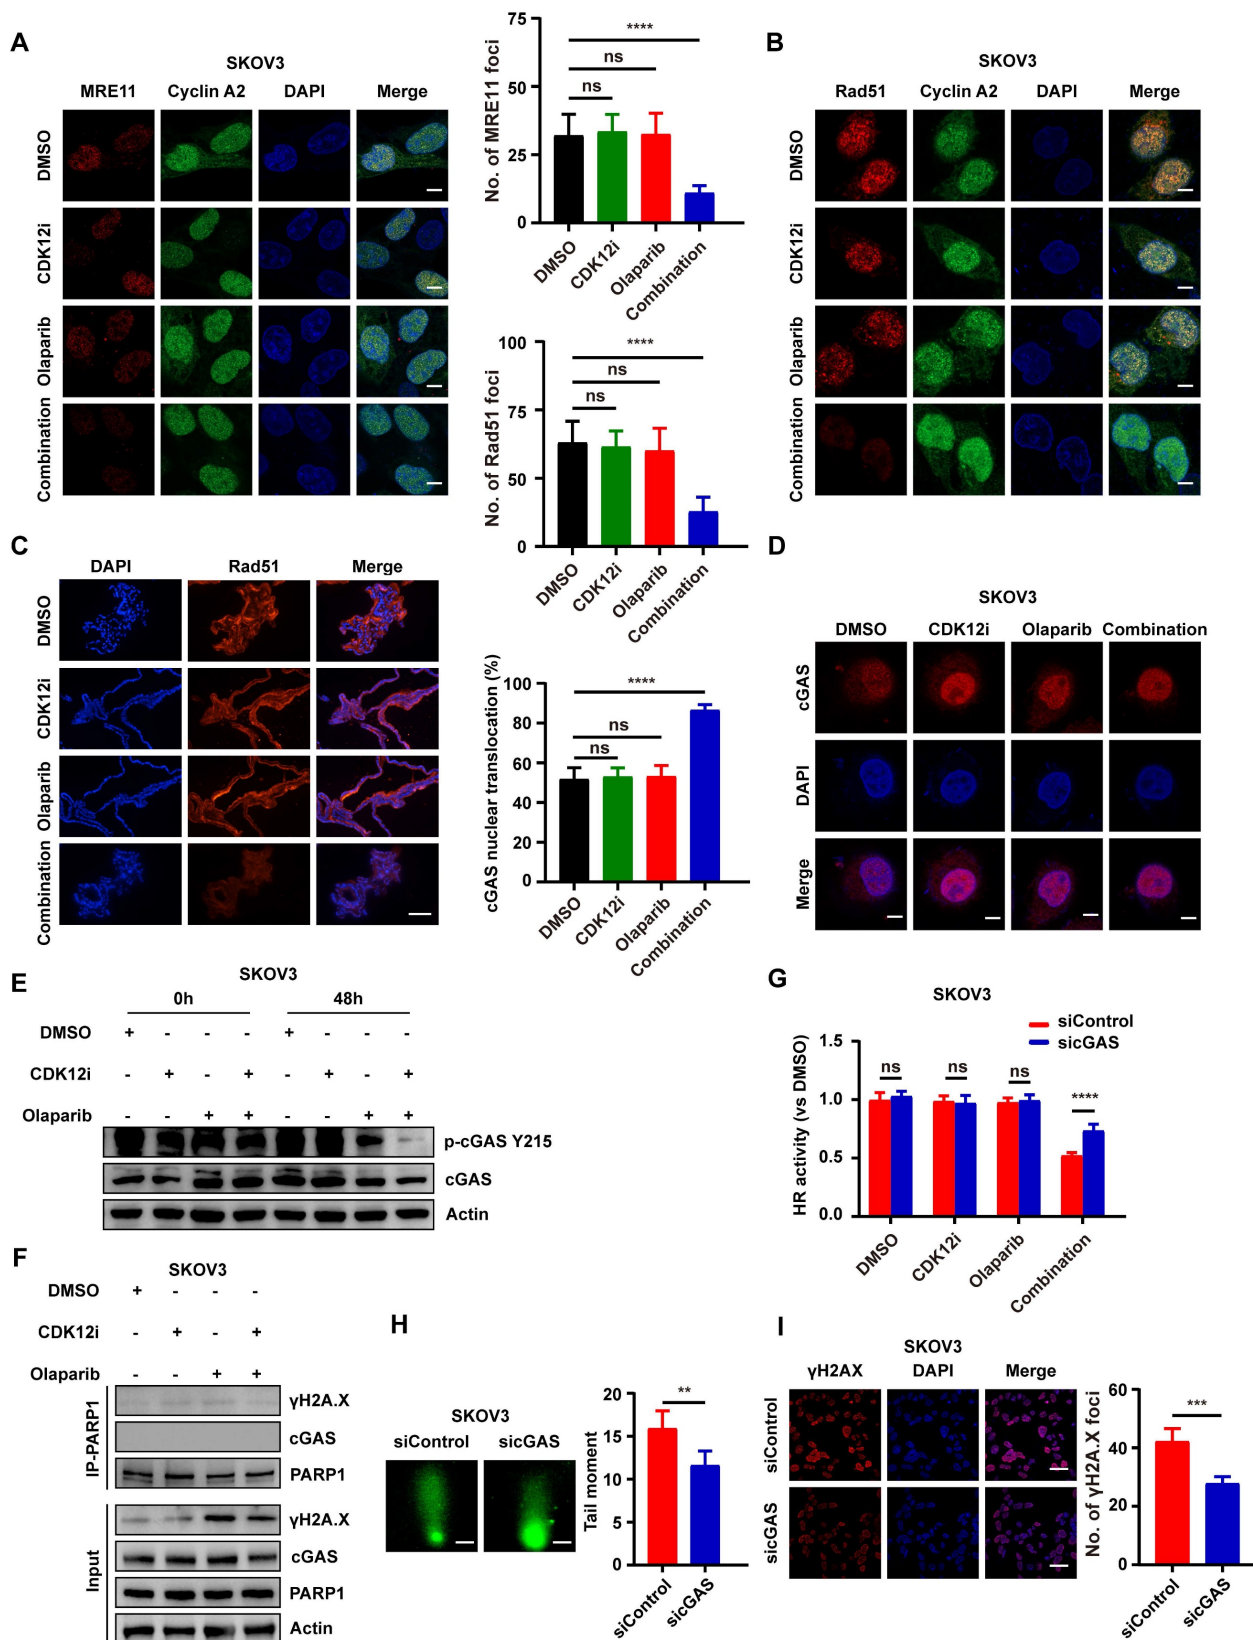 A
SKOV3
MRE11 Cyclin A2 DAPI Merge
DMSO
CDK12i
Olaparib
Combination
No. of MRE11 foci
75
50
25
0
****
ns
ns
DMSO
CDK12i
Olaparib
Combination
No. of Rad51 foci
100
75
50
0
****
ns
ns
DMSO
CDK12i
Olaparib
Combination
B
SKOV3
Rad51 Cyclin A2 DAPI Merge
DMSO
CDK12i
Olaparib
Combination
C
DAPI Rad51 Merge
DMSO
CDK12i
Olaparib
Combination
cGAS nuclear translocation (%)
100
80
60
40
20
0
****
ns
ns
DMSO
CDK12i
Olaparib
Combination
D
SKOV3
DMSO CDK12i Olaparib Combination
cGAS
DAPI
Merge
E
SKOV3
0h 48h
DMSO + - - - + - - -
CDK12i - + - + - + - +
Olaparib - - + + - - + +
p-cGAS Y215
cGAS
Actin
F
SKOV3
DMSO + - - -
CDK12i - + - +
Olaparib - - + +
IP-PARP1
γH2A.X
cGAS
PARP1
Input
γH2A.X
cGAS
PARP1
Actin
G
SKOV3
siControl
sicGAS
HR activity (vs DMSO)
1.5
1.0
0.5
0.0
ns
ns
ns
****
DMSO
CDK12i
Olaparib
Combination
H
SKOV3
siControl sicGAS
Tail moment
20
15
10
5
0
**
siControl
sicGAS
I
SKOV3
γH2AX DAPI Merge
siControl
sicGAS
No. of γH2A.X foci
60
40
20
0
***
siControl
sicGAS